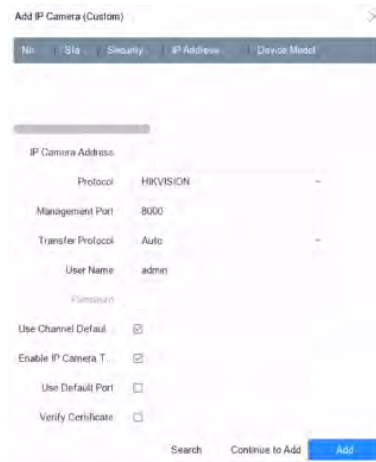 Add IP Camera (Custom)
No. Sta... Security IP Address Device Model
IP Camera Address
Protocol HIKVISION
Management Port 8000
Transfer Protocol Auto
User Name admin
Password
Use Channel Defaul...
Enable IP Camera T...
Use Default Port
Verify Certificate
Search Continue to Add Add